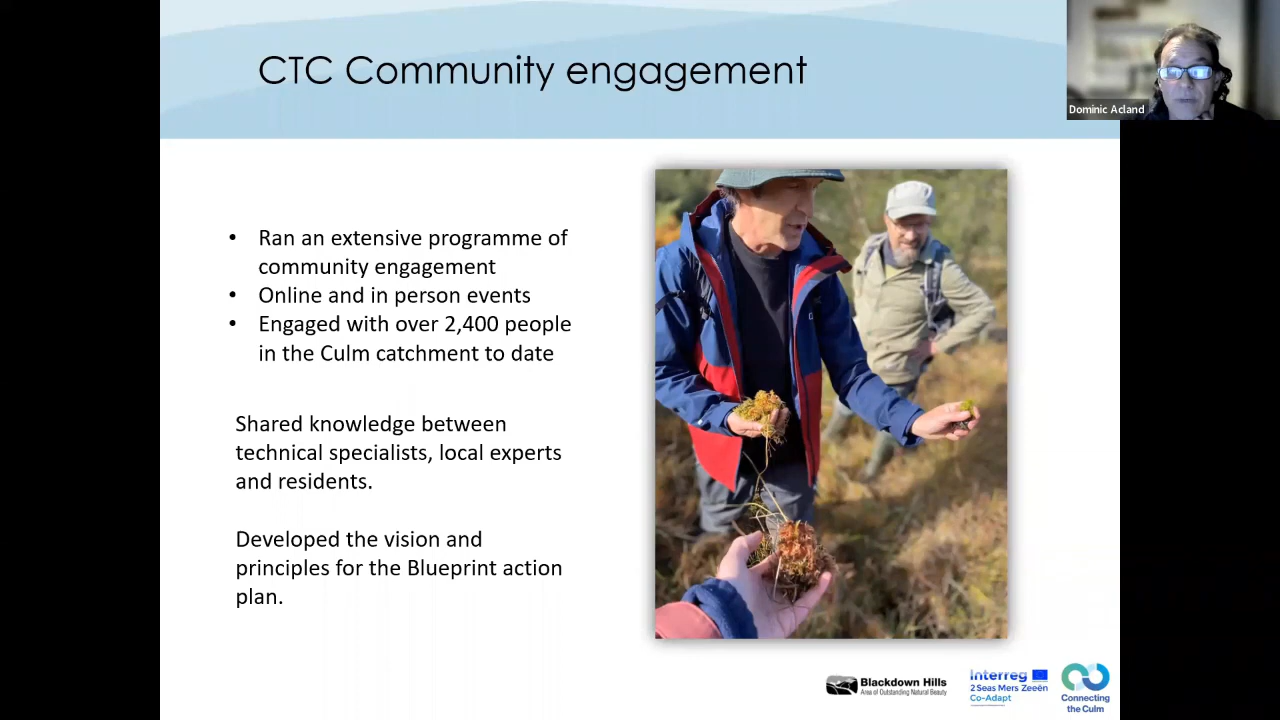 CTC Community engagement
Dominic Acland
• Ran an extensive programme of
community engagement
• Online and in person events
• Engaged with over 2,400 people
in the Culm catchment to date
Shared knowledge between
technical specialists, local experts
and residents.
Developed the vision and
principles for the Blueprint action
plan.
Blackdown Hills
Area of Outstanding Natural Beauty
Interreg
2 Seas Mers Zeeën
Co-Adapt
Connecting
the Culm